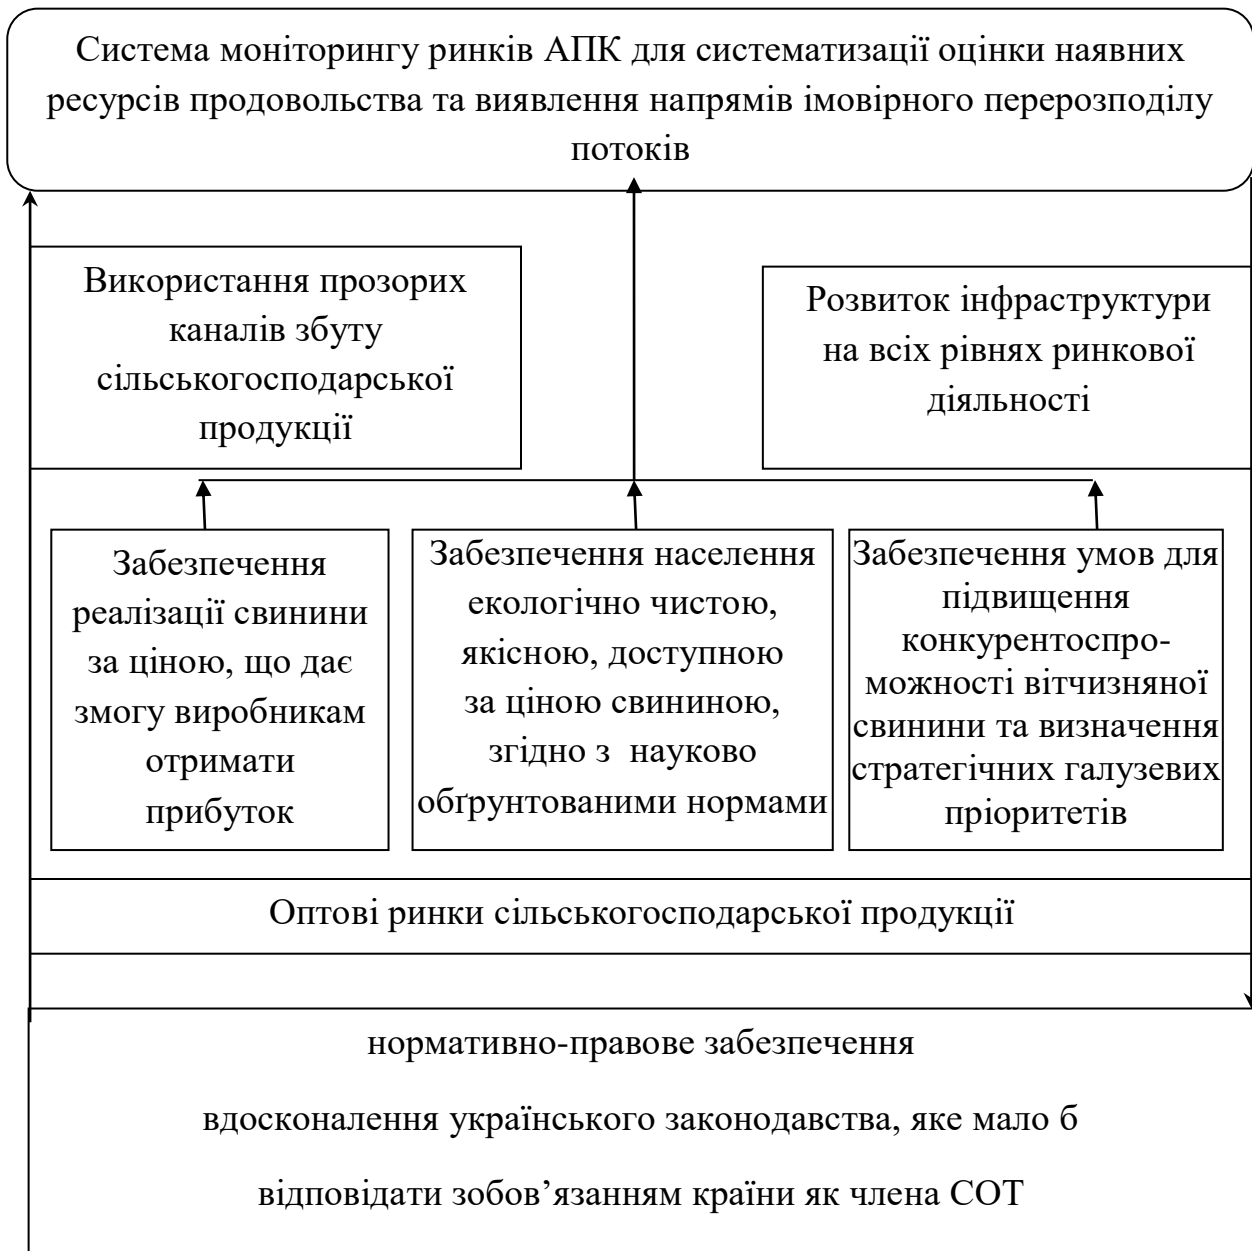 Система моніторингу ринків АПК для систематизації оцінки наявних
ресурсів продовольства та виявлення напрямів імовірного перерозподілу
потоків
Використання прозорих
каналів збуту
сільськогосподарської
продукції
Розвиток інфраструктури
на всіх рівнях ринкової
діяльності
Забезпечення
реалізації свинини
за ціною, що дає
змогу виробникам
отримати
прибуток
Забезпечення населення
екологічно чистою,
якісною, доступною
за ціною свининою,
згідно з науково
обґрунтованими нормами
Забезпечення умов для
підвищення
конкурентоспро-
можності вітчизняної
свинини та визначення
стратегічних галузевих
пріоритетів
Оптові ринки сільськогосподарської продукції
нормативно-правове забезпечення
вдосконалення українського законодавства, яке мало б
відповідати зобов’язанням країни як члена СОТ